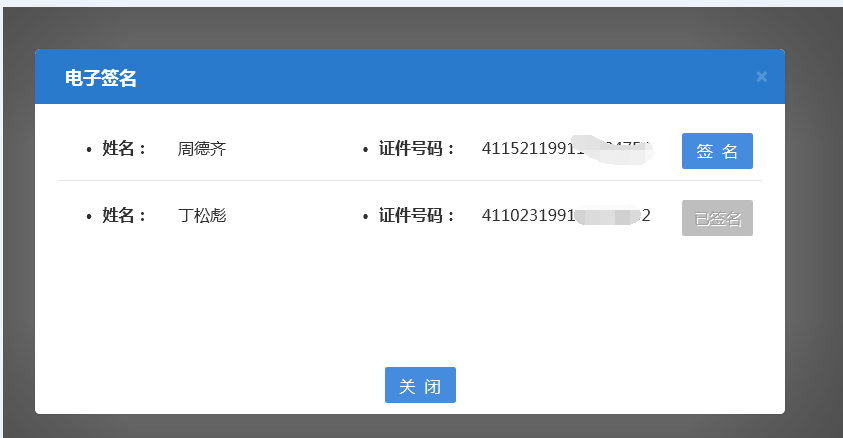 电子签名 ×
• 姓名： 周德齐 • 证件号码： 签 名
• 姓名： 丁松彪 • 证件号码： 已签名
关 闭